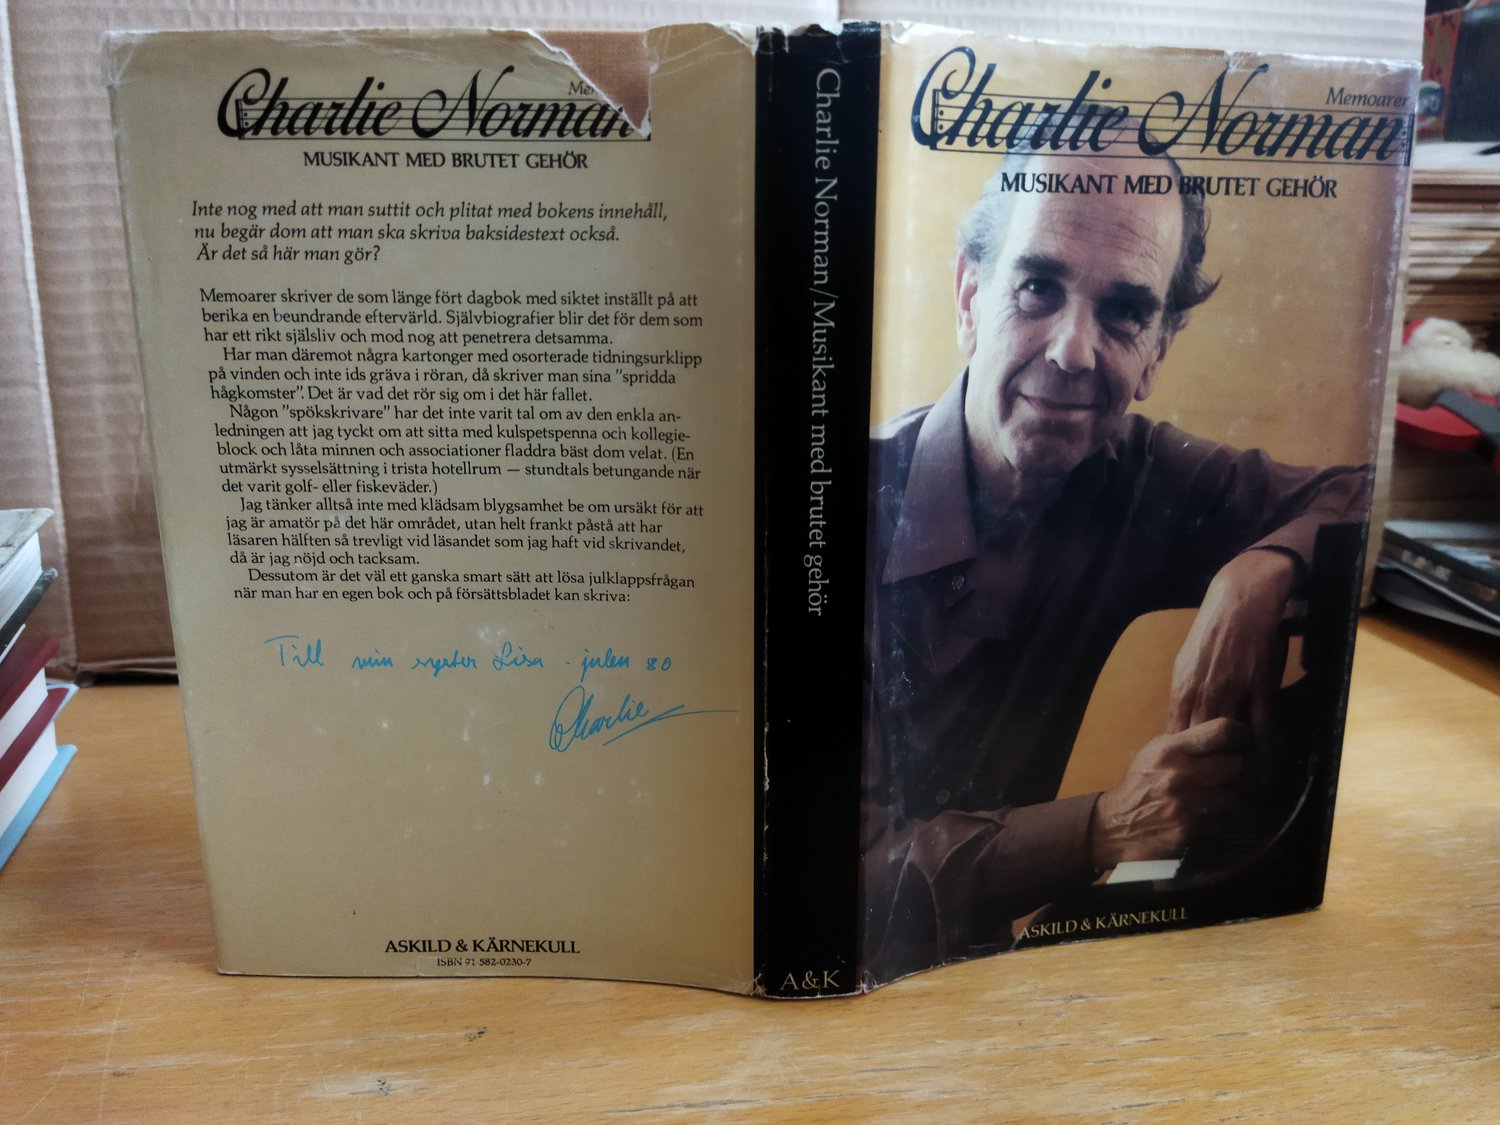 Memoarer
Charlie Norman
MUSIKANT MED BRUTET GEHÖR
Inte nog med att man suttit och plitat med bokens innehåll,
nu begär dom att man ska skriva baksidestext också.
Är det så här man gör?
Memoarer skriver de som länge fört dagbok med siktet inställt på att
berika en beundrande eftervärld. Självbiografier blir det för dem som
har ett rikt själsliv och mod nog att penetrera detsamma.
Har man däremot några kartonger med osorterade tidningsurklipp
på vinden och inte ids gräva i röran, då skriver man sina "spridda
hågkomster". Det är vad det rör sig om i det här fallet.
Någon "spökskrivare" har det inte varit tal om av den enkla an-
ledningen att jag tyckt om att sitta med kulspetspenna och kollegie-
block och låta minnen och associationer fladdra bäst dom velat. (En
utmärkt sysselsättning i trista hotellrum — stundtals betungande när
det varit golf- eller fiskeväder.)
Jag tänker alltså inte med klädsam blygsamhet be om ursäkt för att
jag är amatör på det här området, utan helt frankt påstå att har
läsaren hälften så trevligt vid läsandet som jag haft vid skrivandet,
då är jag nöjd och tacksam.
Dessutom är det väl ett ganska smart sätt att lösa julklappsfrågan
när man har en egen bok och på försättsbladet kan skriva:
Till min syster Lisa - julen 80
Charlie
ASKILD & KÄRNEKULL
ISBN 91-582-0230-7
Charlie Norman/Musikant med brutet gehör
A&K
Memoarer
Charlie Norman
MUSIKANT MED BRUTET GEHÖR
ASKILD & KÄRNEKULL